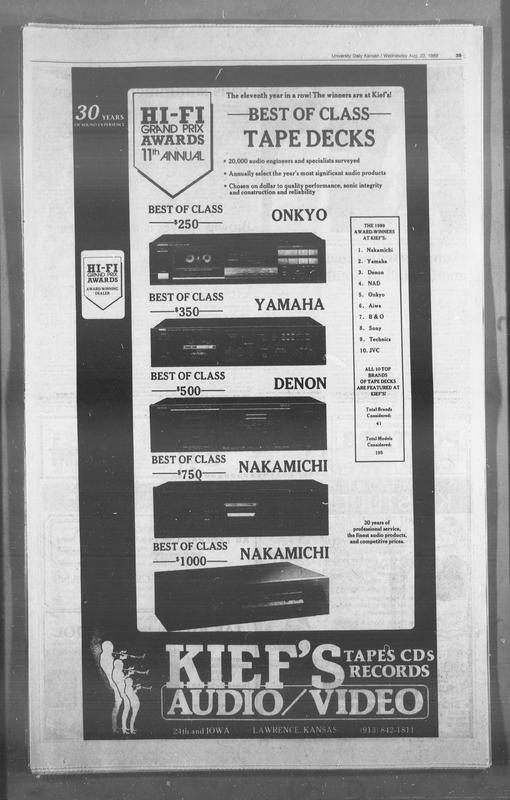 University Daily Kansan / Wednesday Aug. 23, 1989
30 YEARS
OF SOUND EXPERIENCE
HI-FI
GRAND PRIX
AWARDS
11th ANNUAL
The eleventh year in a row! The winners are at Kief's!
BEST OF CLASS
TAPE DECKS
• 20,000 audio engineers and specialists surveyed
• Annually select the year's most significant audio products
• Chosen on dollar to quality performance, sonic integrity
and construction and reliability
BEST OF CLASS
$250
ONKYO
BEST OF CLASS
$350
YAMAHA
BEST OF CLASS
$500
DENON
BEST OF CLASS
$750
NAKAMICHI
BEST OF CLASS
$1000
NAKAMICHI
HI-FI
GRAND PRIX
AWARDS
AWARD-WINNING
DEALER
THE 1989
AWARD-WINNERS
AT KIEF'S:
1. Nakamichi
2. Yamaha
3. Denon
4. NAD
5. Onkyo
6. Aiwa
7. B & O
8. Sony
9. Technics
10. JVC
ALL 10 TOP
BRANDS
OF TAPE DECKS
ARE FEATURED AT
KIEF'S!
Total Brands
Considered:
41
Total Models
Considered:
195
30 years of
professional service,
the finest audio products,
and competitive prices.
KIEF'S
TAPES CDs
RECORDS
AUDIO/VIDEO
24th and IOWA LAWRENCE, KANSAS (913) 842-1811